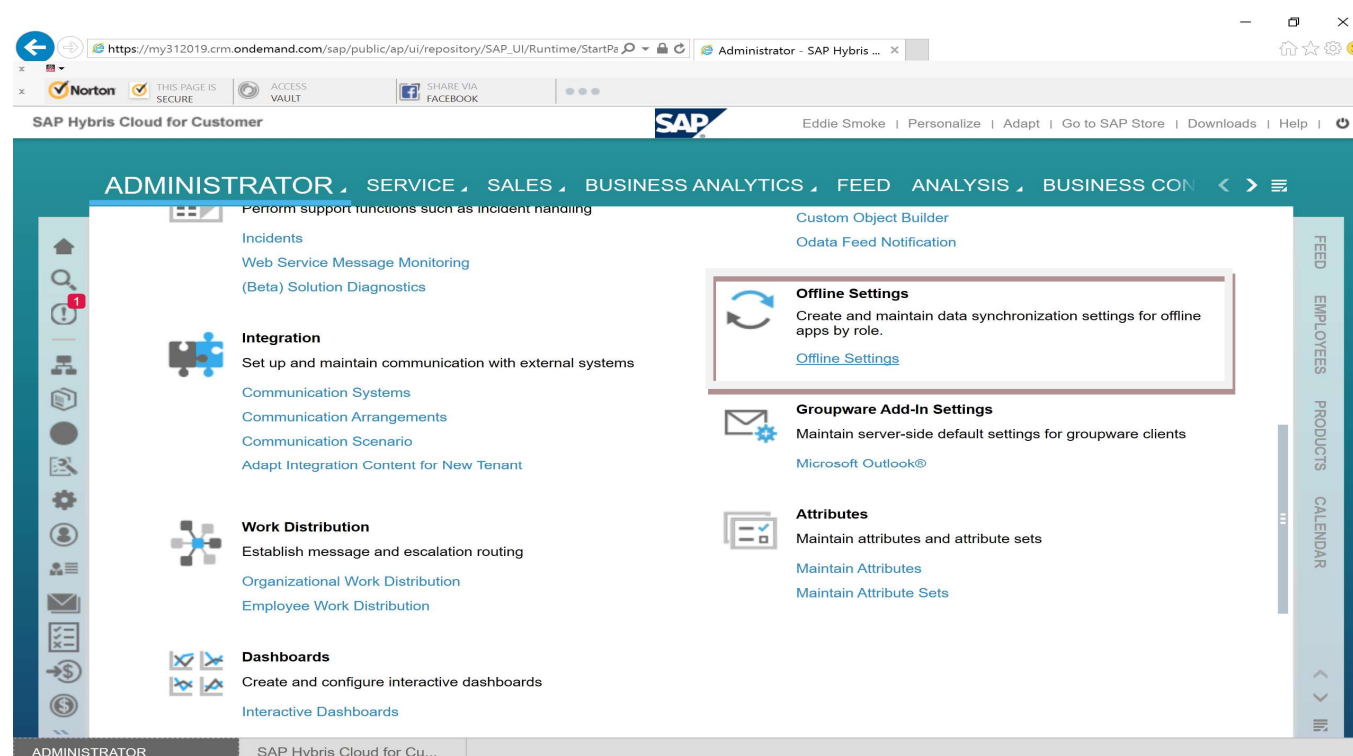 https://my312019.crm.ondemand.com/sap/public/ap/ui/repository/SAP_UI/Runtime/StartPa
Administrator - SAP Hybris ...
Norton
THIS PAGE IS
SECURE
ACCESS
VAULT
SHARE VIA
FACEBOOK
SAP Hybris Cloud for Customer
SAP
Eddie Smoke | Personalize | Adapt | Go to SAP Store | Downloads | Help |
ADMINISTRATOR SERVICE SALES BUSINESS ANALYTICS FEED ANALYSIS BUSINESS CON
Perform support functions such as incident handling
Incidents
Web Service Message Monitoring
(Beta) Solution Diagnostics
Integration
Set up and maintain communication with external systems
Communication Systems
Communication Arrangements
Communication Scenario
Adapt Integration Content for New Tenant
Work Distribution
Establish message and escalation routing
Organizational Work Distribution
Employee Work Distribution
Dashboards
Create and configure interactive dashboards
Interactive Dashboards
Custom Object Builder
Odata Feed Notification
Offline Settings
Create and maintain data synchronization settings for offline
apps by role.
Offline Settings
Groupware Add-In Settings
Maintain server-side default settings for groupware clients
Microsoft Outlook®
Attributes
Maintain attributes and attribute sets
Maintain Attributes
Maintain Attribute Sets
1
FEED
EMPLOYEES
PRODUCTS
CALENDAR
ADMINISTRATOR
SAP Hybris Cloud for Cu...